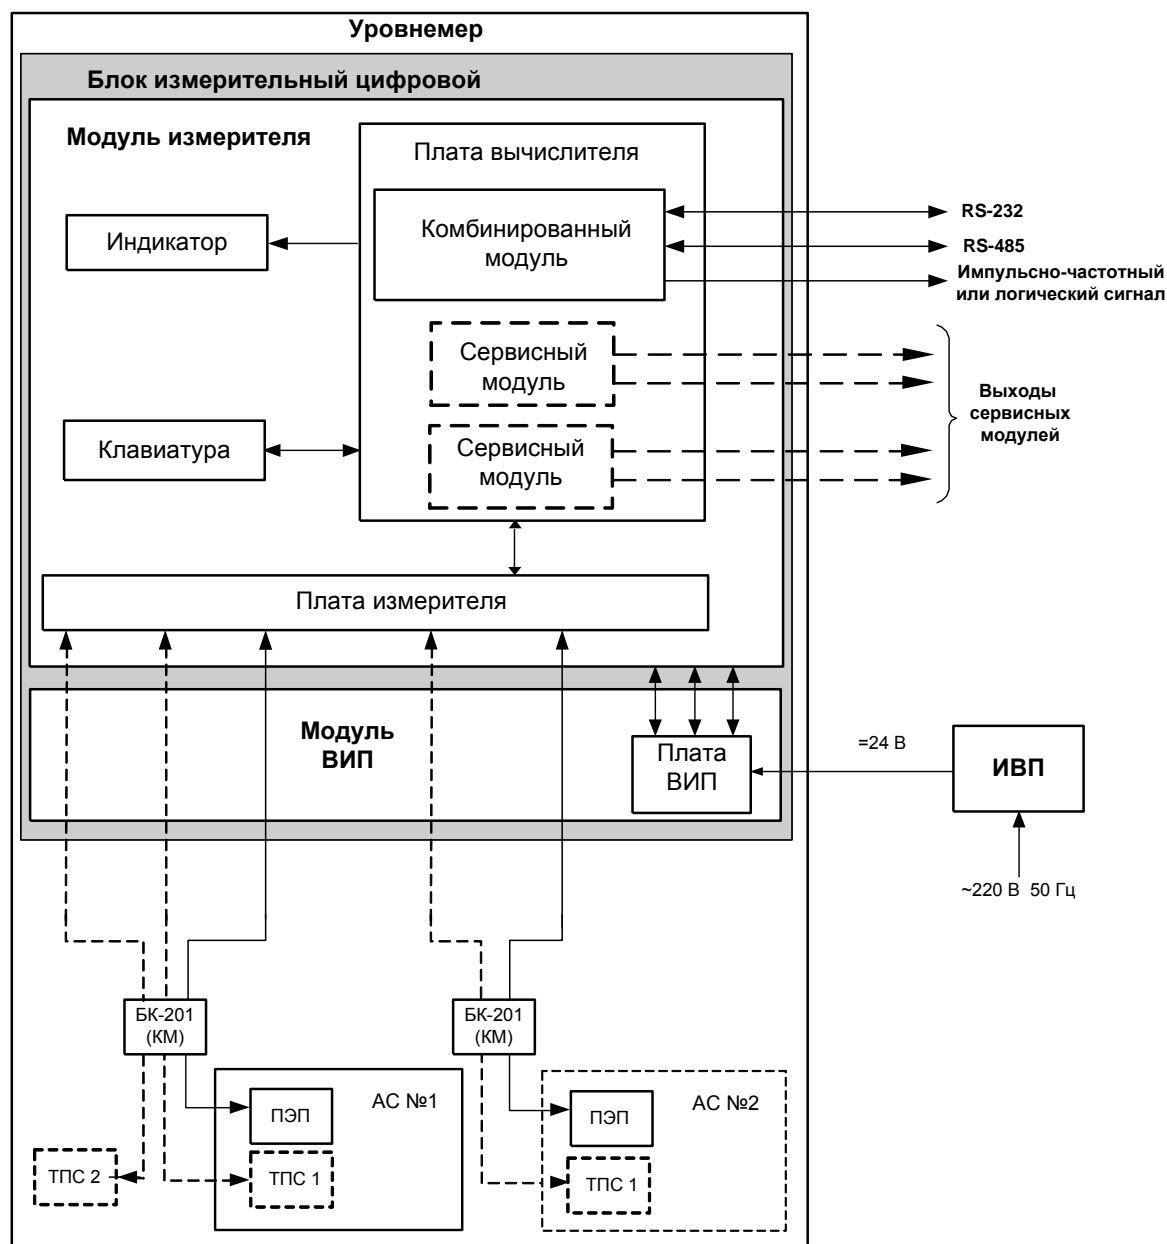 Уровнемер
Блок измерительный цифровой
Модуль измерителя
Плата вычислителя
Индикатор
Комбинированный
модуль
RS-232
RS-485
Импульсно-частотный
или логический сигнал
Сервисный
модуль
Клавиатура
Сервисный
модуль
Выходы
сервисных
модулей
Плата измерителя
Модуль
ВИП
Плата
ВИП
=24 В
ИВП
~220 В 50 Гц
БК-201
(КМ)
БК-201
(КМ)
АС №1
ПЭП
ТПС 1
ТПС 2
АС №2
ПЭП
ТПС 1